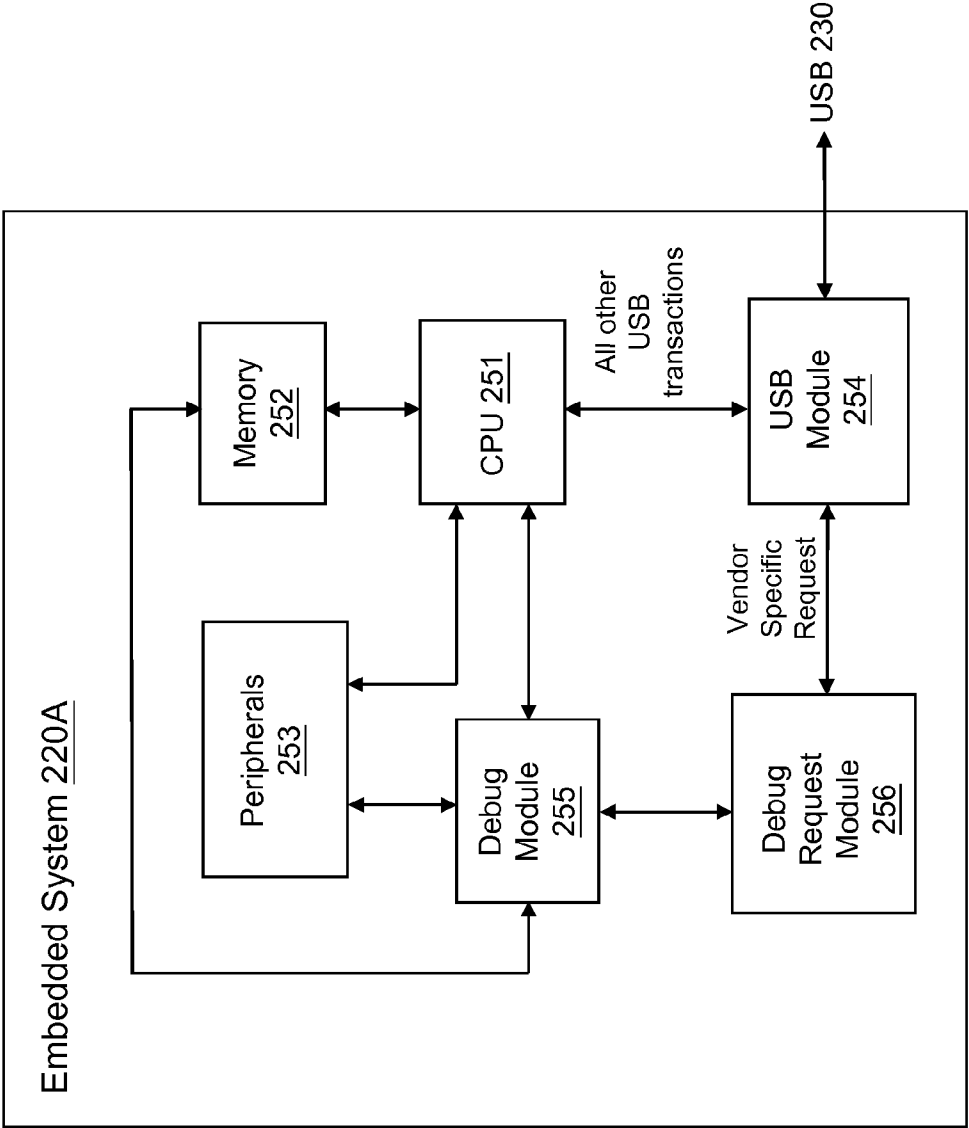 Embedded System 220A
Peripherals
253
Memory
252
Debug
Module
255
CPU 251
Debug
Request
Module
256
Vendor
Specific
Request
USB
Module
254
All other
USB
transactions
USB 230